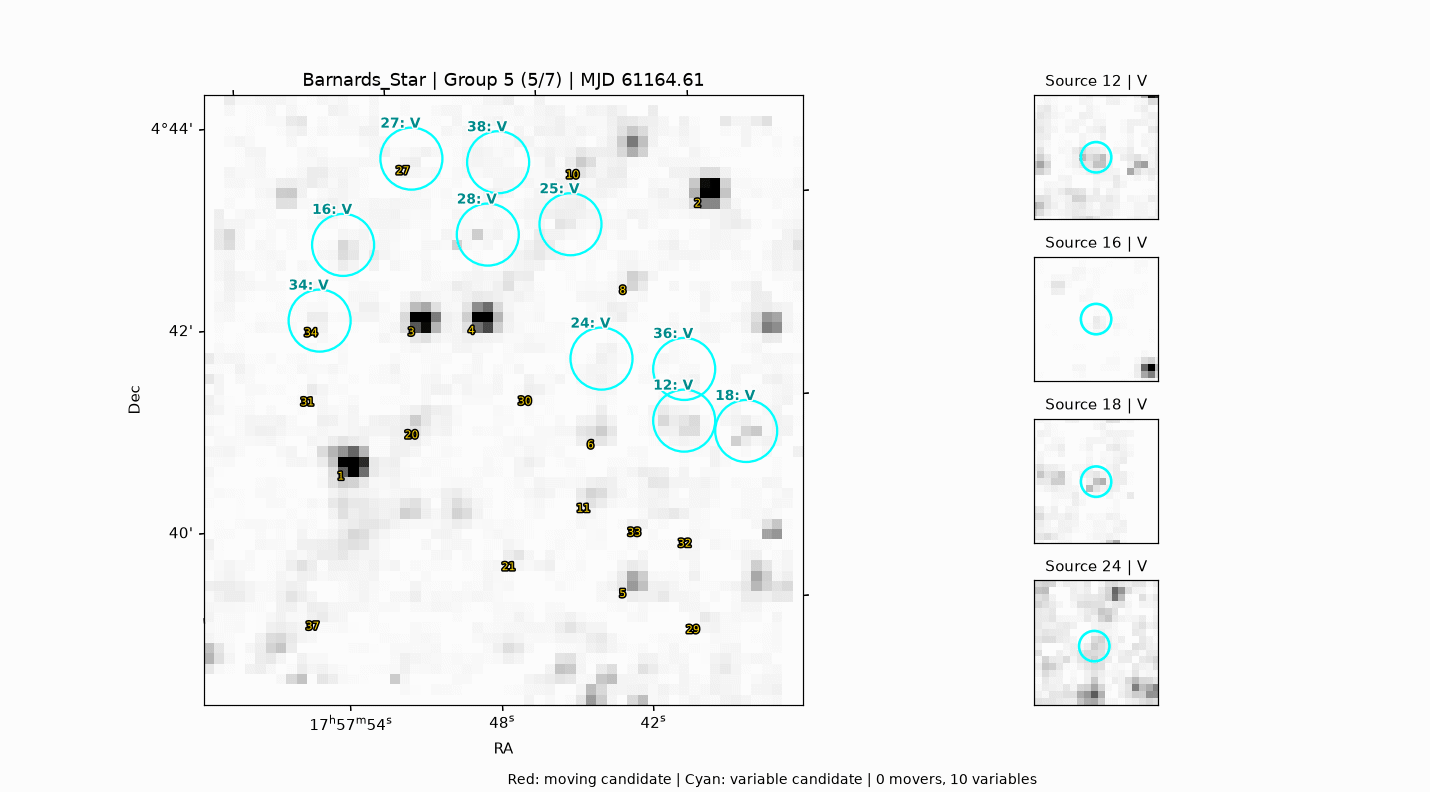 Barnards_Star | Group 5 (5/7) | MJD 61164.61
Source 12 | V
4°44'
27: V
38: V
27
10
25: V
28: V
2
16: V
Source 16 | V
34: V
8
42'
34
3
4
24: V
36: V
12: V
18: V
Dec
31
30
Source 18 | V
20
6
1
11
40'
33
32
21
Source 24 | V
5
37
29
17ʰ57ᵐ54ˢ
48ˢ
42ˢ
RA
Red: moving candidate | Cyan: variable candidate | 0 movers, 10 variables